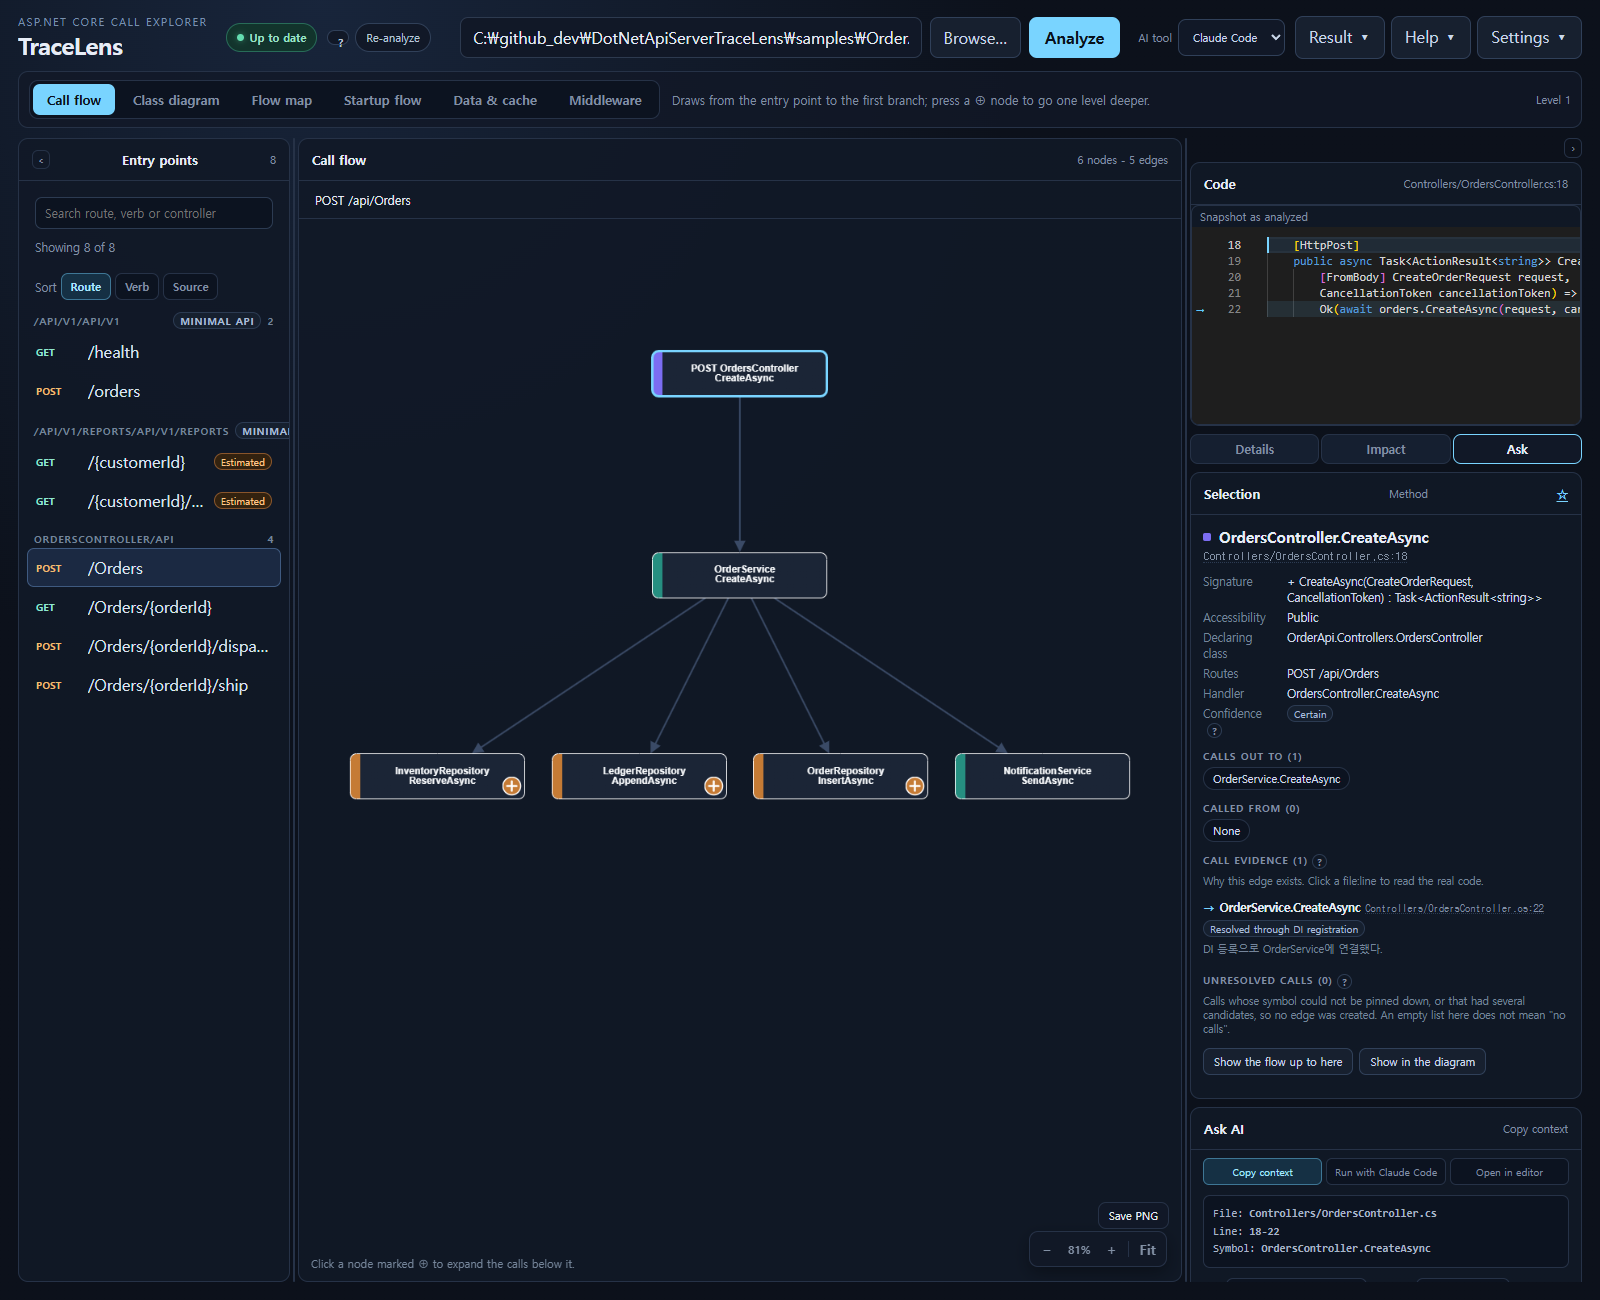 ASP.NET CORE CALL EXPLORER
TraceLens
Up to date
?
Re-analyze
C:₩github_dev₩DotNetApiServerTraceLens₩samples₩Order.
Browse...
Analyze
AI tool
Claude Code
Result ▼
Help ▼
Settings ▼
Call flow
Class diagram
Flow map
Startup flow
Data & cache
Middleware
Draws from the entry point to the first branch; press a ⊕ node to go one level deeper.
Level 1
Entry points
8
Search route, verb or controller
Showing 8 of 8
Sort
Route
Verb
Source
/API/V1/API/V1
MINIMAL API
2
GET /health
POST /orders
/API/V1/REPORTS/API/V1/REPORTS
MINIMA
GET /{customerId}
Estimated
GET /{customerId}/...
Estimated
ORDERSCONTROLLER/API
4
POST /Orders
GET /Orders/{orderId}
POST /Orders/{orderId}/dispa...
POST /Orders/{orderId}/ship
Call flow
6 nodes - 5 edges
POST /api/Orders
POST OrdersController
CreateAsync
OrderService
CreateAsync
InventoryRepository
ReserveAsync
LedgerRepository
AppendAsync
OrderRepository
InsertAsync
NotificationService
SendAsync
Save PNG
− 81% + Fit
Click a node marked ⊕ to expand the calls below it.
Code
Controllers/OrdersController.cs:18
Snapshot as analyzed
18 [HttpPost]
19 public async Task<ActionResult<string>> Crea
20 [FromBody] CreateOrderRequest request,
21 CancellationToken cancellationToken) =>
→ 22 Ok(await orders.CreateAsync(request, can
Details
Impact
Ask
Selection
Method
☆
OrdersController.CreateAsync
Controllers/OrdersController.cs:18
Signature
+ CreateAsync(CreateOrderRequest,
CancellationToken) : Task<ActionResult<string>>
Accessibility
Public
Declaring
class
OrderApi.Controllers.OrdersController
Routes
POST /api/Orders
Handler
OrdersController.CreateAsync
Confidence
?
Certain
CALLS OUT TO (1)
OrderService.CreateAsync
CALLED FROM (0)
None
CALL EVIDENCE (1) ?
Why this edge exists. Click a file:line to read the real code.
→ OrderService.CreateAsync Controllers/OrdersController.cs:22
Resolved through DI registration
DI 등록으로 OrderService에 연결했다.
UNRESOLVED CALLS (0) ?
Calls whose symbol could not be pinned down, or that had several
candidates, so no edge was created. An empty list here does not mean "no
calls".
Show the flow up to here
Show in the diagram
Ask AI
Copy context
Copy context
Run with Claude Code
Open in editor
File: Controllers/OrdersController.cs
Line: 18-22
Symbol: OrdersController.CreateAsync